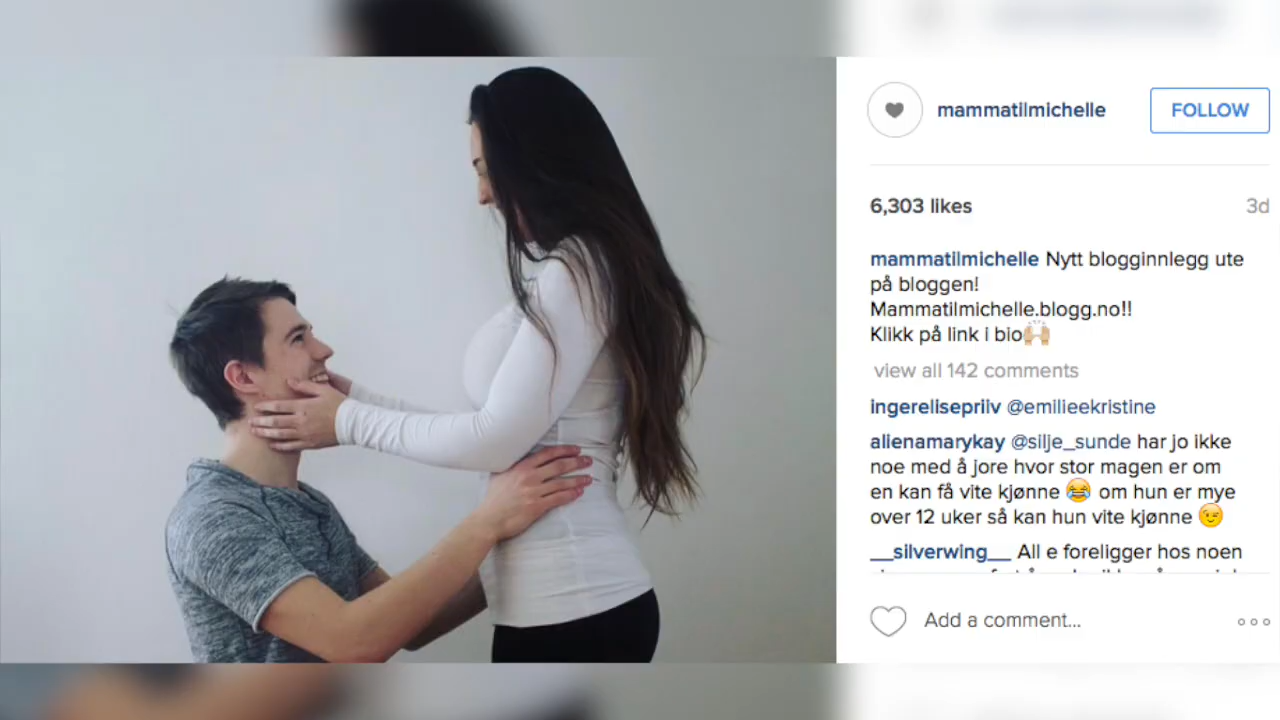 mammatilmichelle
FOLLOW
6,303 likes
3d
mammatilmichelle Nytt blogginnlegg ute
på bloggen!
Mammatilmichelle.blogg.no!!
Klikk på link i bio🙌🏼
view all 142 comments
ingerelisepriiv @emilieekristine
alienamarykay @silje_sunde har jo ikke
noe med å jore hvor stor magen er om
en kan få vite kjønne 😂 om hun er mye
over 12 uker så kan hun vite kjønne 😉
__silverwing__ All e foreligger hos noen
Add a comment...